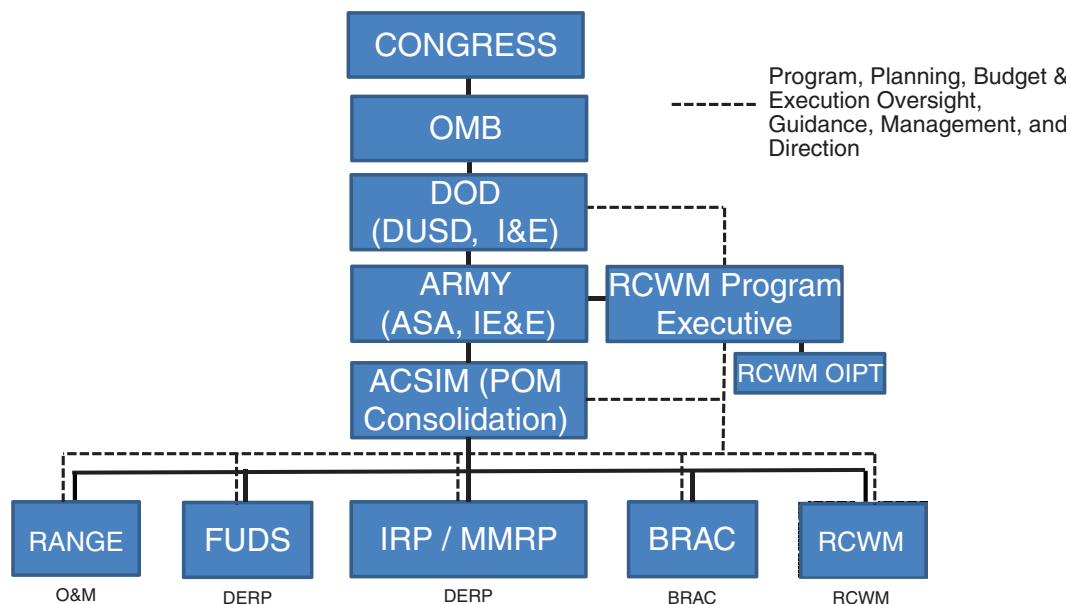 CONGRESS
Program, Planning, Budget &
Execution Oversight,
Guidance, Management, and
Direction
OMB
DOD
(DUSD, I&E)
ARMY
(ASA, IE&E)
RCWM Program
Executive
RCWM OIPT
ACSIM (POM
Consolidation)
RANGE
FUDS
IRP / MMRP
BRAC
RCWM
O&M
DERP
DERP
BRAC
RCWM